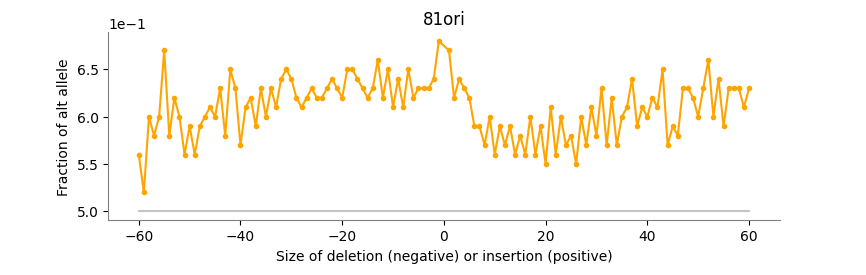 81ori
1e−1
Fraction of alt allele
6.5
6.0
5.5
5.0
−60
−40
−20
0
20
40
60
Size of deletion (negative) or insertion (positive)